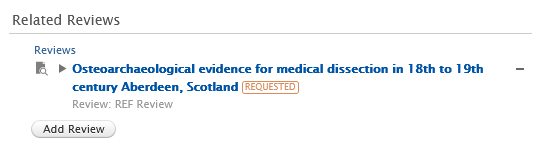 Related Reviews
Reviews
Osteoarchaeological evidence for medical dissection in 18th to 19th
century Aberdeen, Scotland REQUESTED
Review: REF Review
Add Review